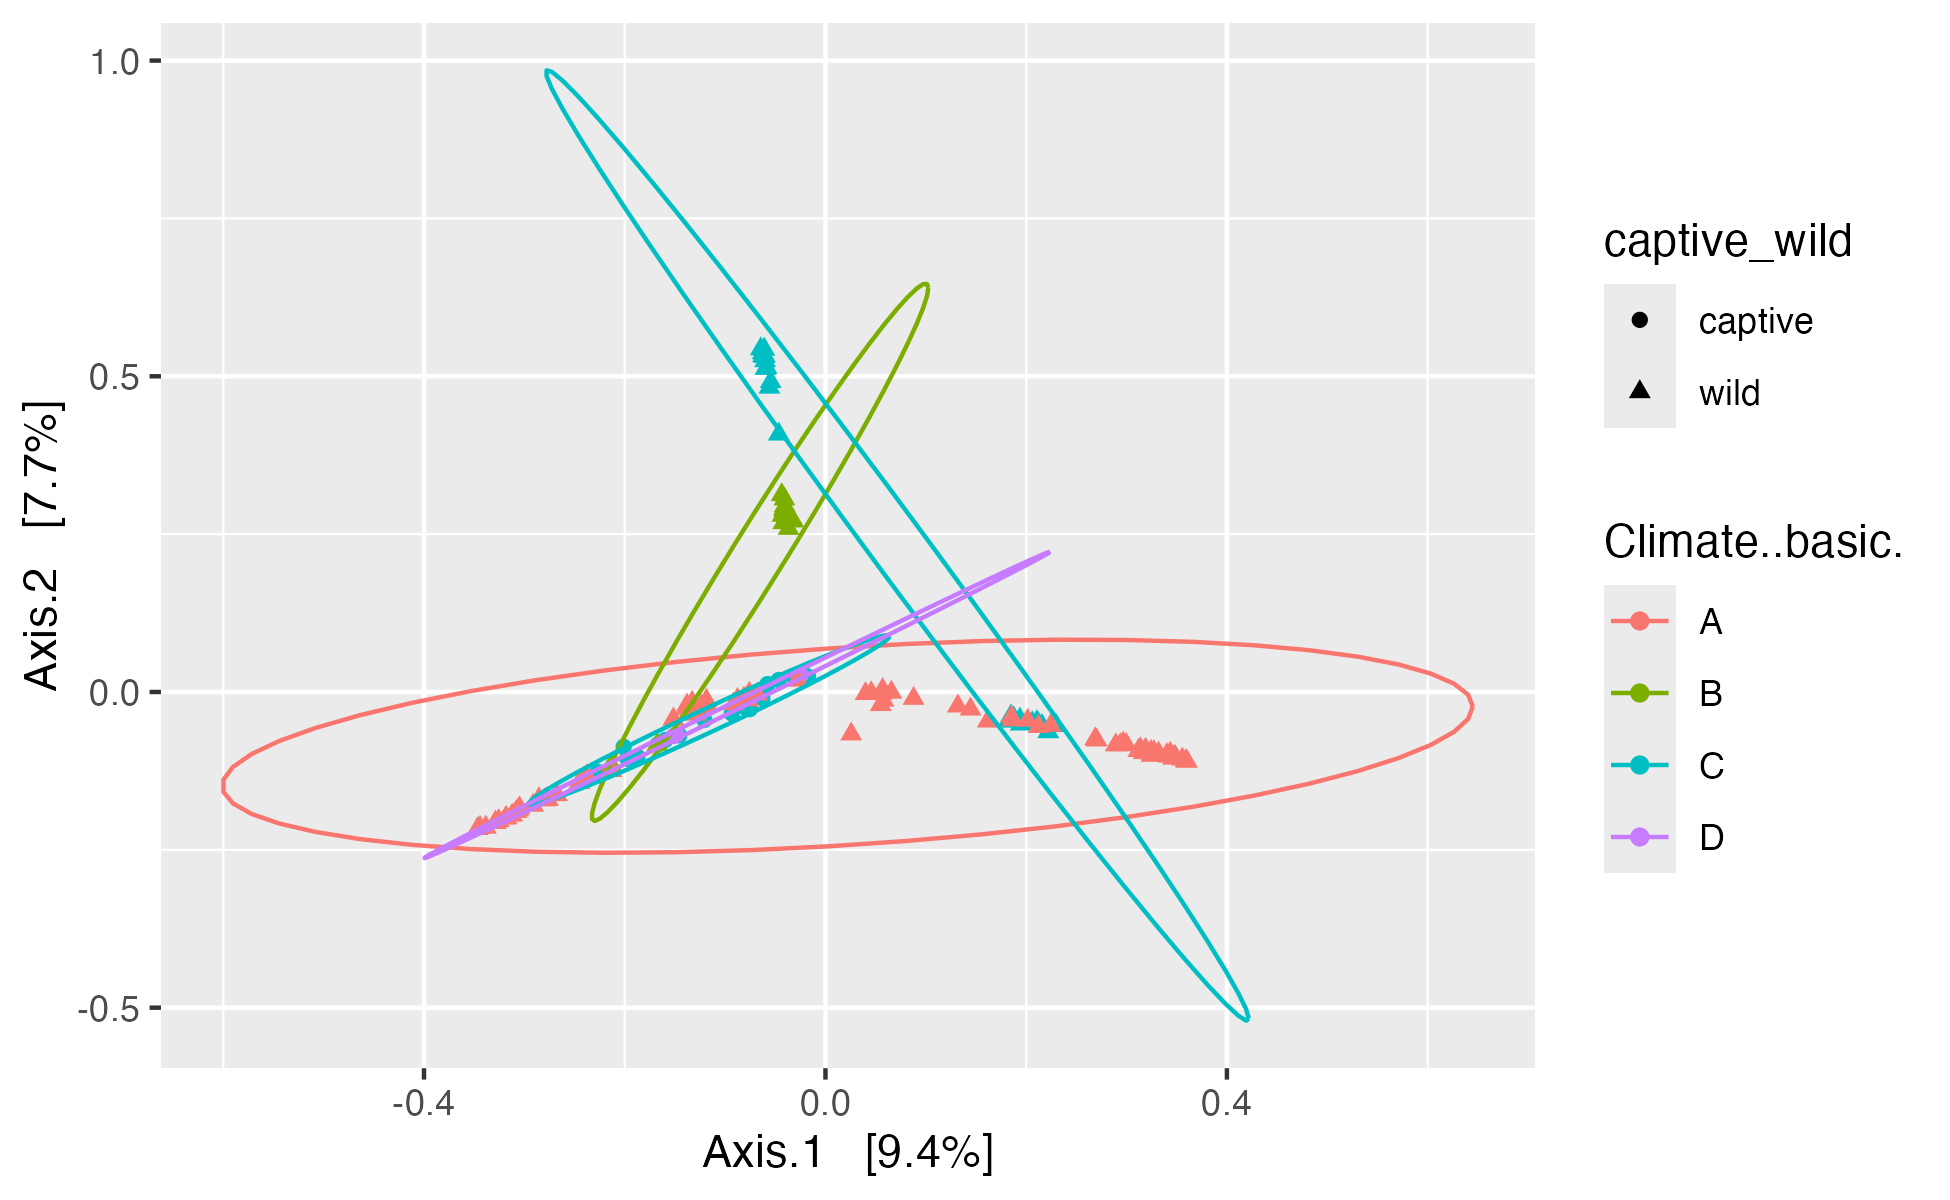 1.0
0.5
0.0
-0.5
Axis.2 [7.7%]
-0.4
0.0
0.4
Axis.1 [9.4%]
captive_wild
captive
wild
Climate..basic.
A
B
C
D